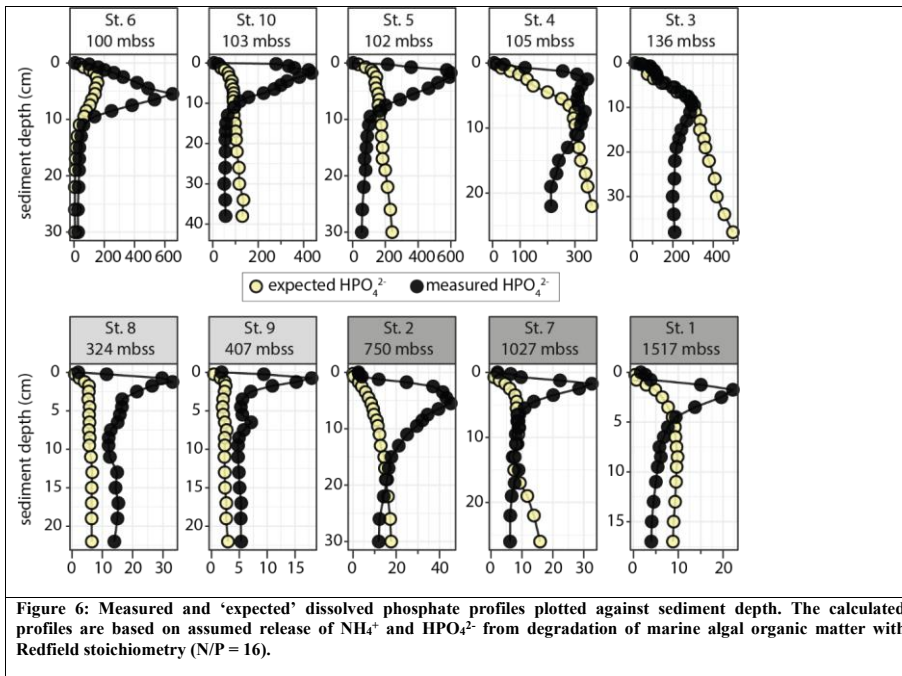 St. 6 St. 10 St. 5 St. 4 St. 3
100 mbss 103 mbss 102 mbss 105 mbss 136 mbss
sediment depth (cm)
0 0 0 0 0
10 10 10 10 10
20 20 20 20 20
30 30 30 30
40
0 200 400 600 0 100 200 300 400 0 200 400 600 0 100 200 300 0 200 400
expected HPO₄²⁻ measured HPO₄²⁻
St. 8 St. 9 St. 2 St. 7 St. 1
324 mbss 407 mbss 750 mbss 1027 mbss 1517 mbss
sediment depth (cm)
0 0 0 0 0
5 5 10 10 5
10 10 20 20 10
15 15 30 15
20 20
0 10 20 30 0 5 10 15 0 20 40 0 10 20 30 0 10 20
Figure 6: Measured and ‘expected’ dissolved phosphate profiles plotted against sediment depth. The calculated
profiles are based on assumed release of NH₄⁺ and HPO₄²⁻ from degradation of marine algal organic matter with
Redfield stoichiometry (N/P = 16).